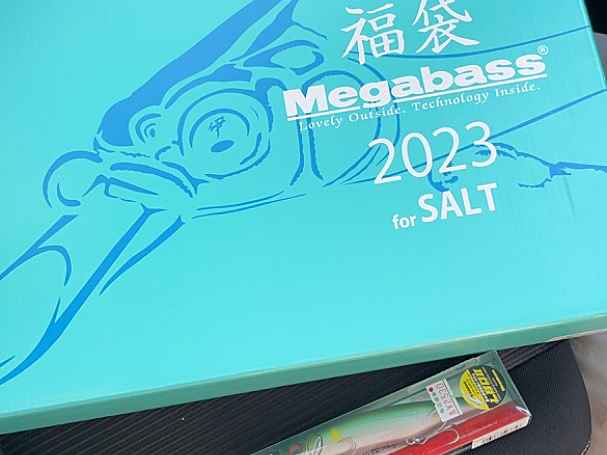 福袋
Megabass®
Lovely Outside. Technology Inside.
2023
for SALT